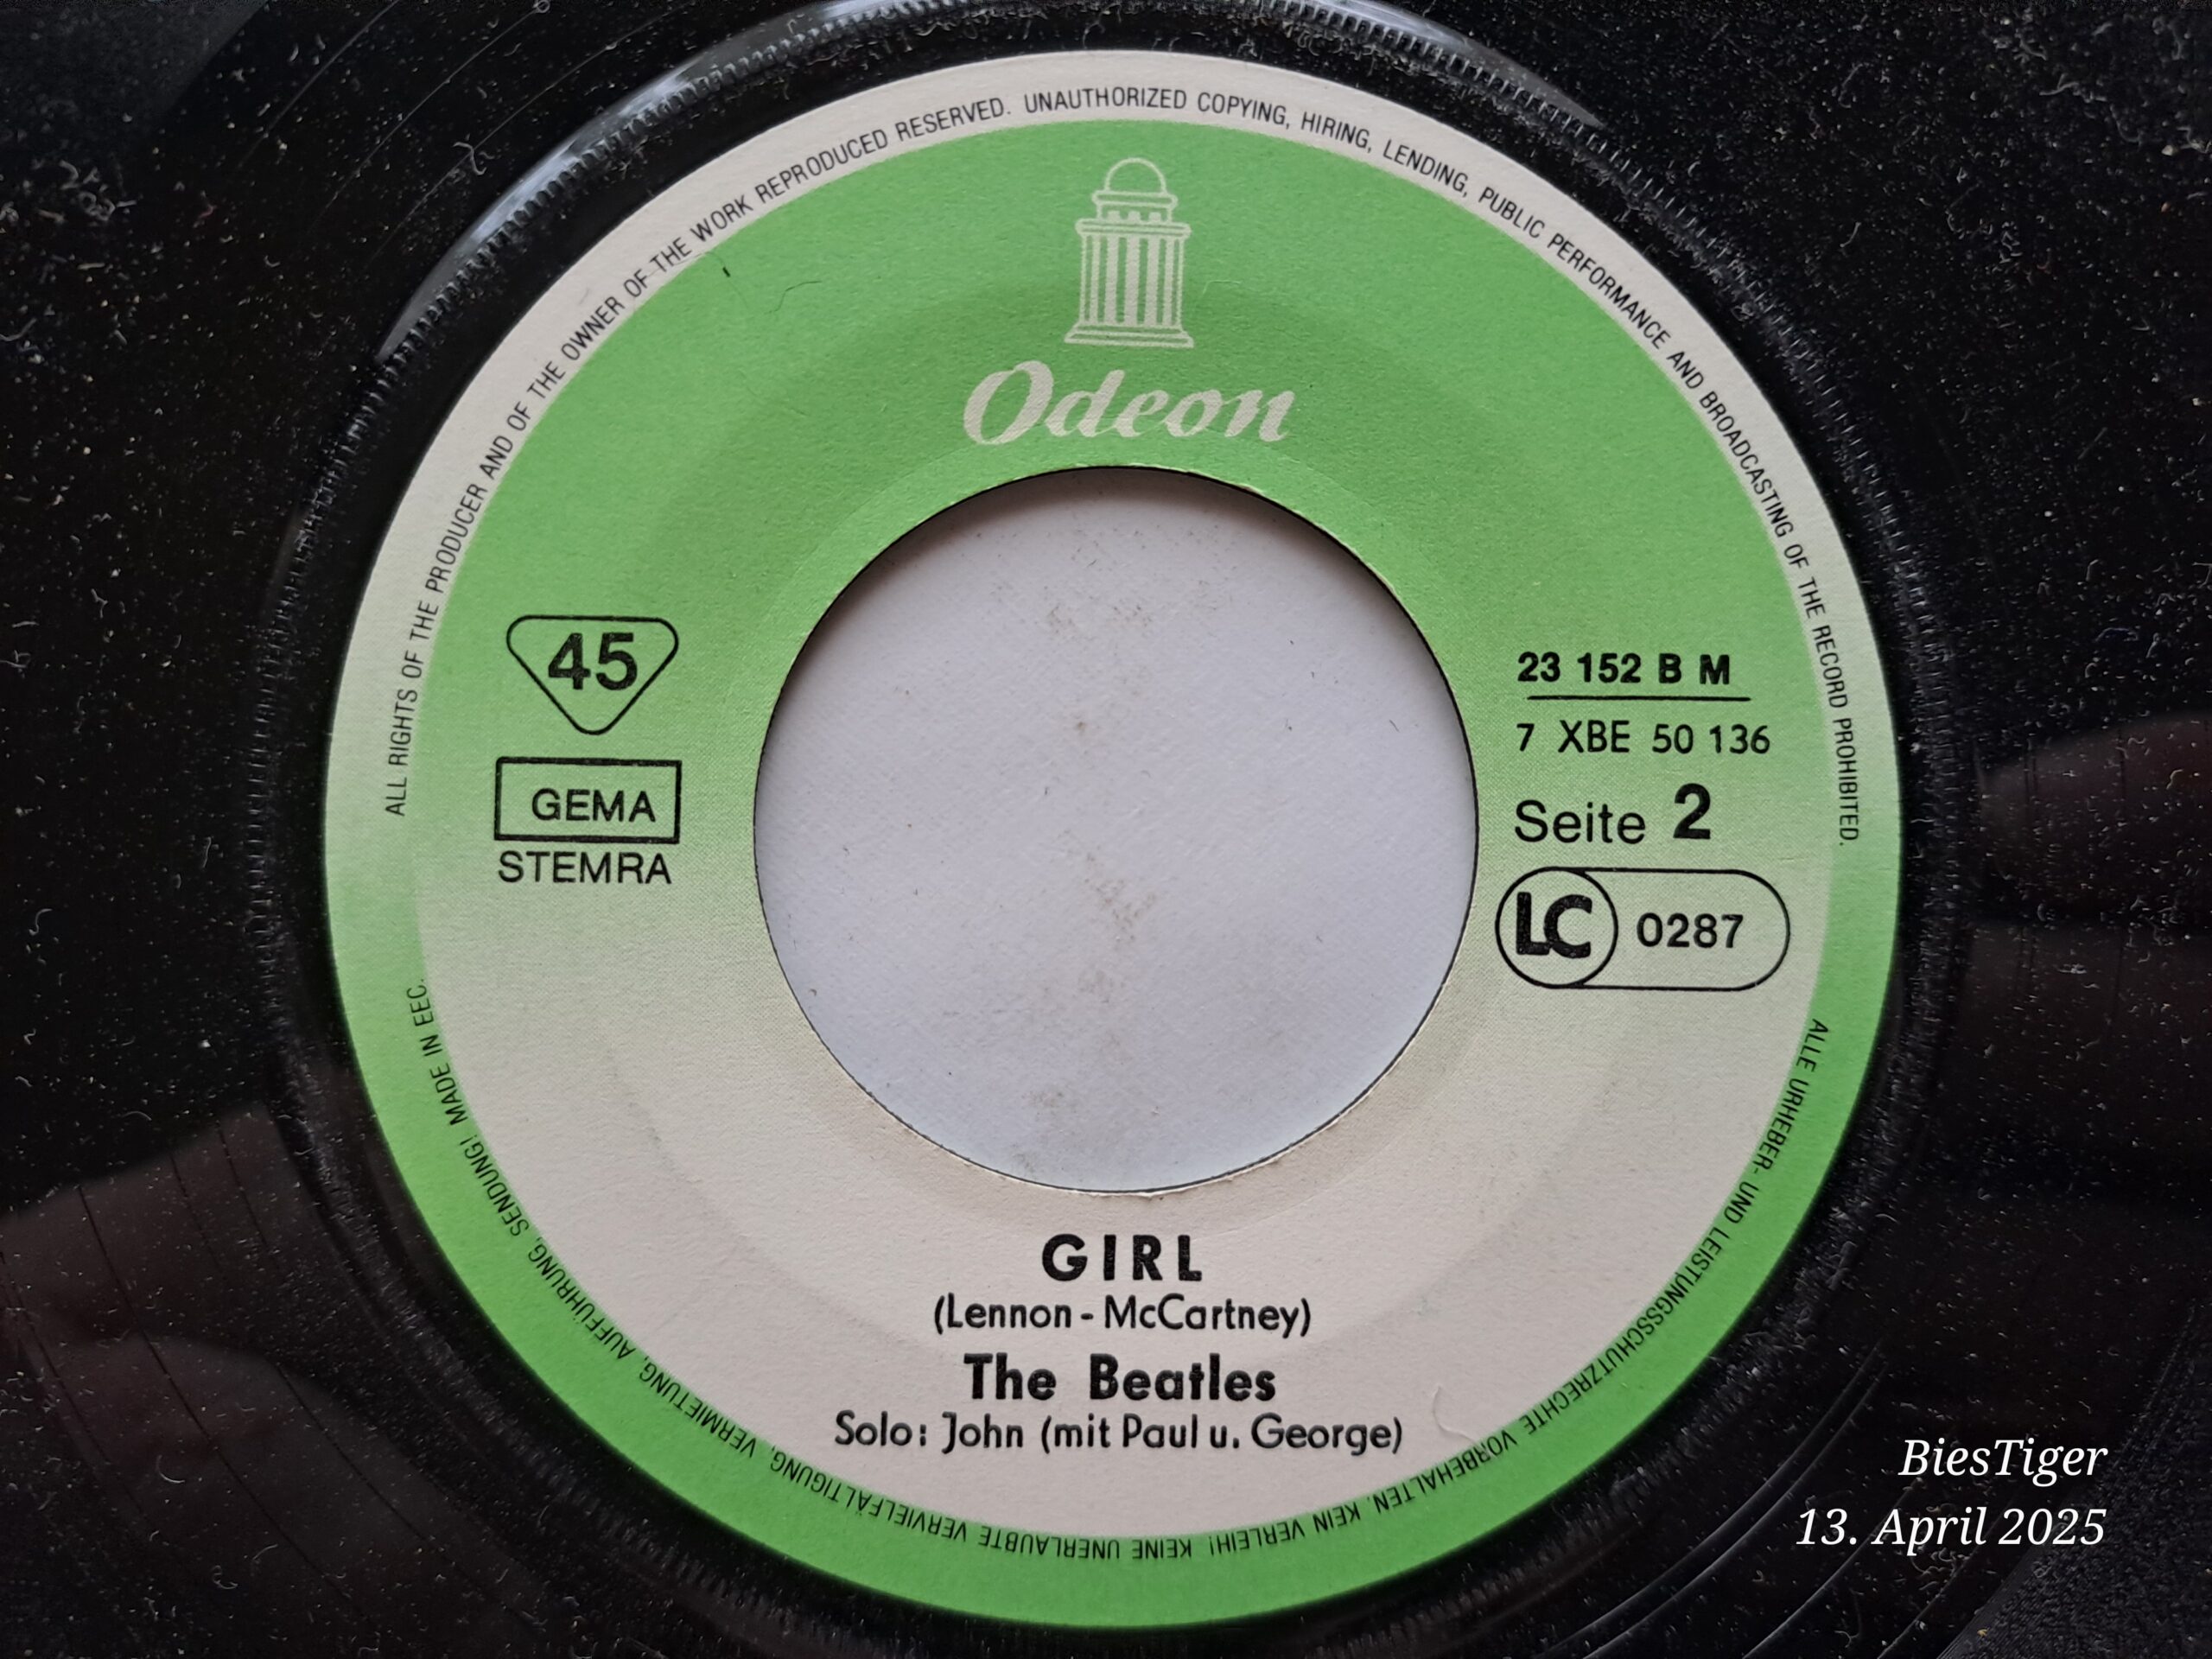 ALL RIGHTS OF THE PRODUCER AND OF THE OWNER OF THE WORK REPRODUCED RESERVED. UNAUTHORIZED COPYING, HIRING, LENDING, PUBLIC PERFORMANCE AND BROADCASTING OF THE RECORD PROHIBITED.
Odeon
45
GEMA
STEMRA
23 152 B M
7 XBE 50 136
Seite 2
LC 0287
GIRL
(Lennon - McCartney)
The Beatles
Solo: John (mit Paul u. George)
ALLE URHEBER- UND LEISTUNGSSCHUTZRECHTE VORBEHALTEN. KEIN VERLEIH! KEINE UNERLAUBTE VERVIELFÄLTIGUNG, VERMIETUNG, AUFFÜHRUNG, SENDUNG! MADE IN EEC.
BiesTiger
13. April 2025